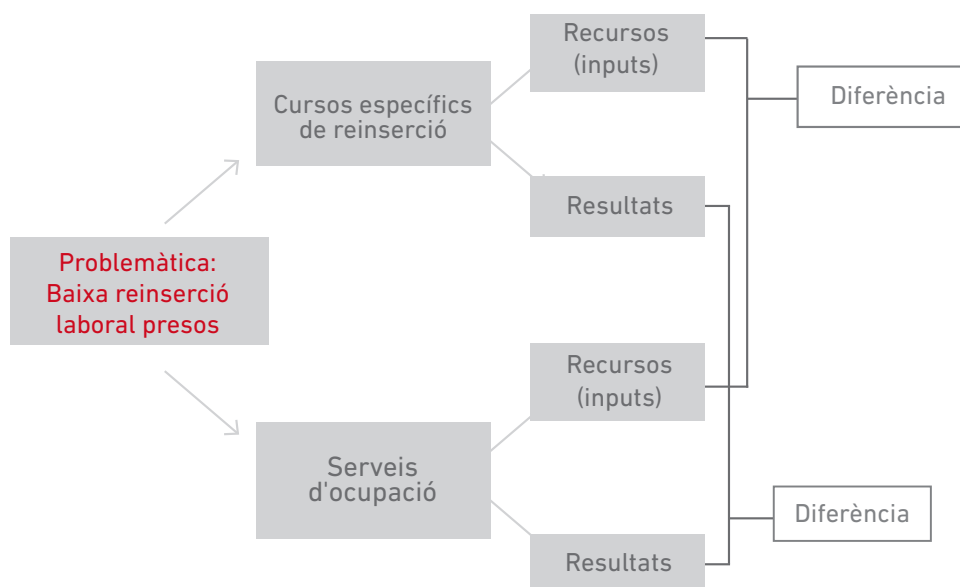 Recursos
(inputs)
Diferència
Cursos específics
de reinserció
Resultats
Problemàtica:
Baixa reinserció
laboral presos
Recursos
(inputs)
Serveis
d'ocupació
Diferència
Resultats